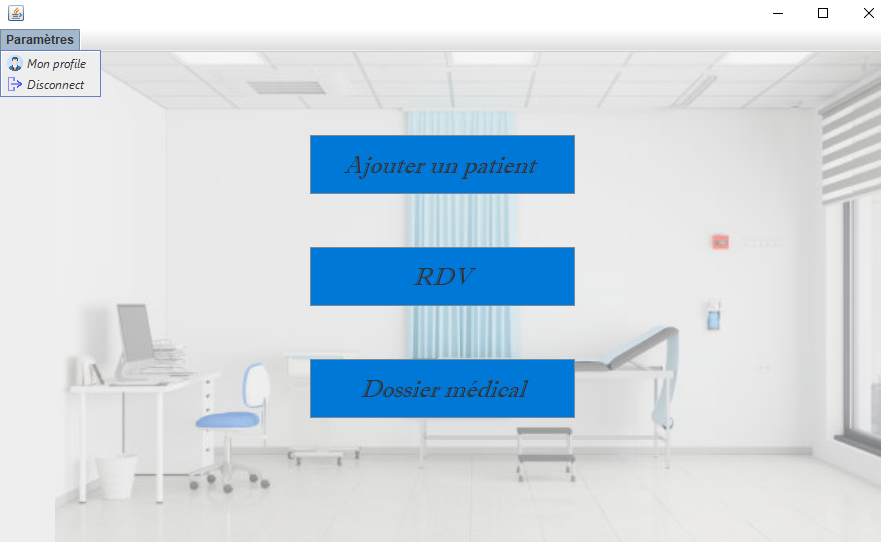 Paramètres
Mon profile
Disconnect
Ajouter un patient
RDV
Dossier médical